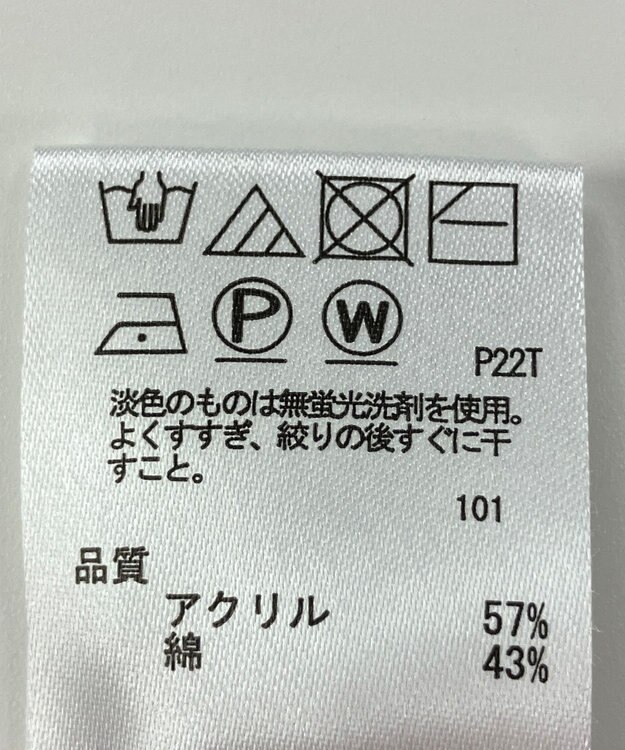 P W P22T
淡色のものは無蛍光洗剤を使用。
よくすすぎ、絞りの後すぐに干
すこと。
101
品質
アクリル 57%
綿 43%